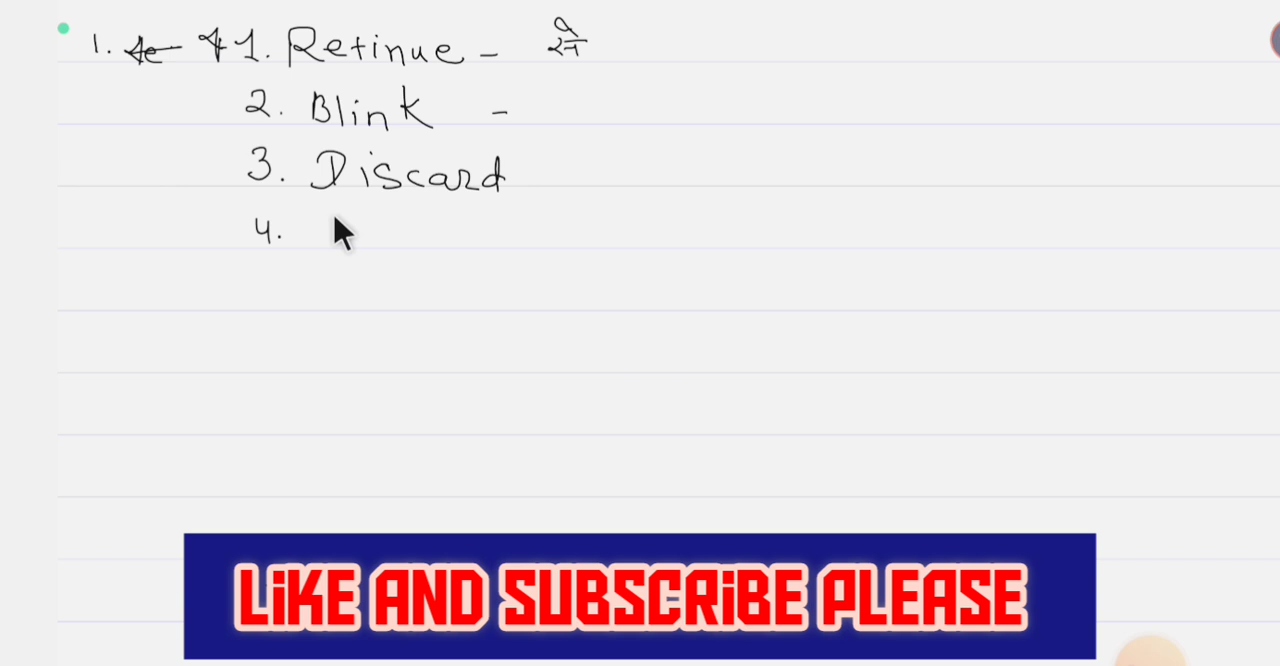 1. 1. Retinue -
2. Blink -
3. Discard
4.
LIKE AND SUBSCRIBE PLEASE